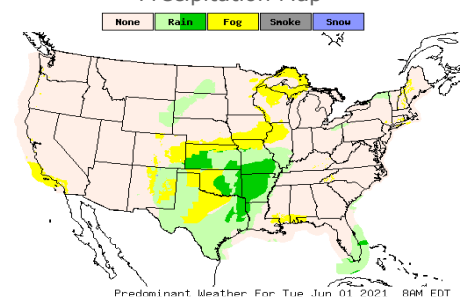 Precipitation Map
None Rain Fog Smoke Snow
Predominant Weather For Tue Jun 01 2021 8AM EDT